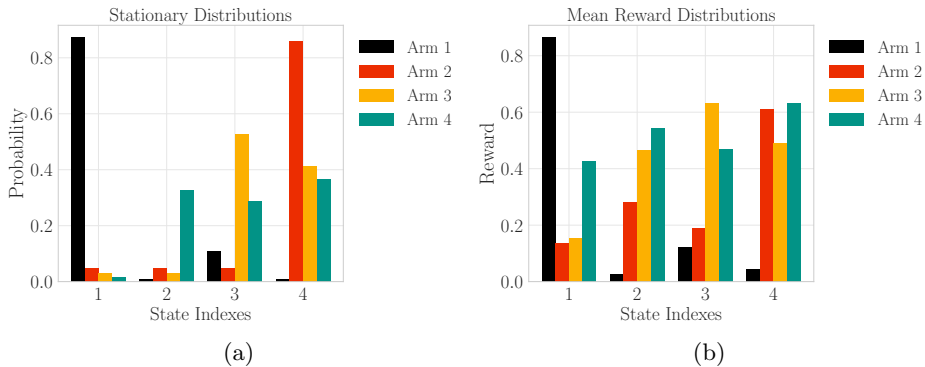 Stationary Distributions
Probability
0.8
0.6
0.4
0.2
0.0
1 2 3 4
State Indexes
Arm 1
Arm 2
Arm 3
Arm 4
(a)
Mean Reward Distributions
Reward
0.8
0.6
0.4
0.2
0.0
1 2 3 4
State Indexes
Arm 1
Arm 2
Arm 3
Arm 4
(b)